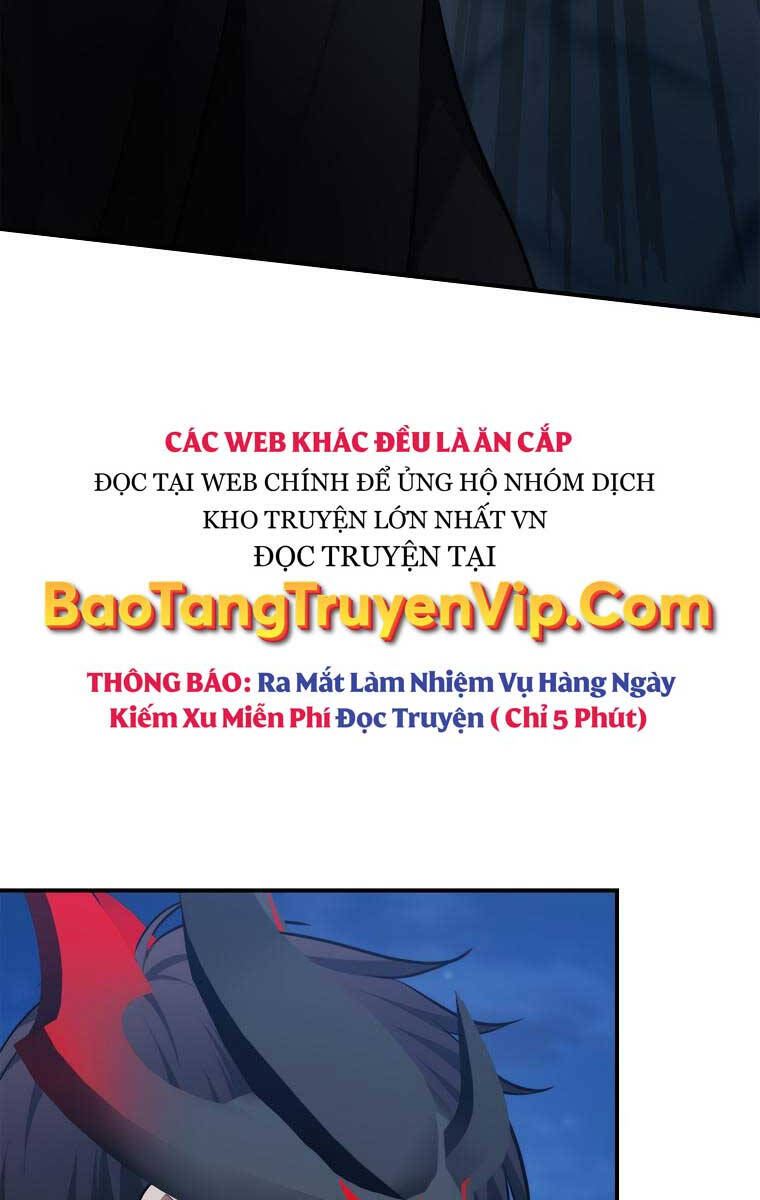 CÁC WEB KHÁC ĐỀU LÀ ĂN CẮP
ĐỌC TẠI WEB CHÍNH ĐỂ ỦNG HỘ NHÓM DỊCH
KHO TRUYỆN LỚN NHẤT VN
ĐỌC TRUYỆN TẠI
BaoTangTruyenVip.Com
THÔNG BÁO: Ra Mắt Làm Nhiệm Vụ Hàng Ngày
Kiếm Xu Miễn Phí Đọc Truyện ( Chỉ 5 Phút)